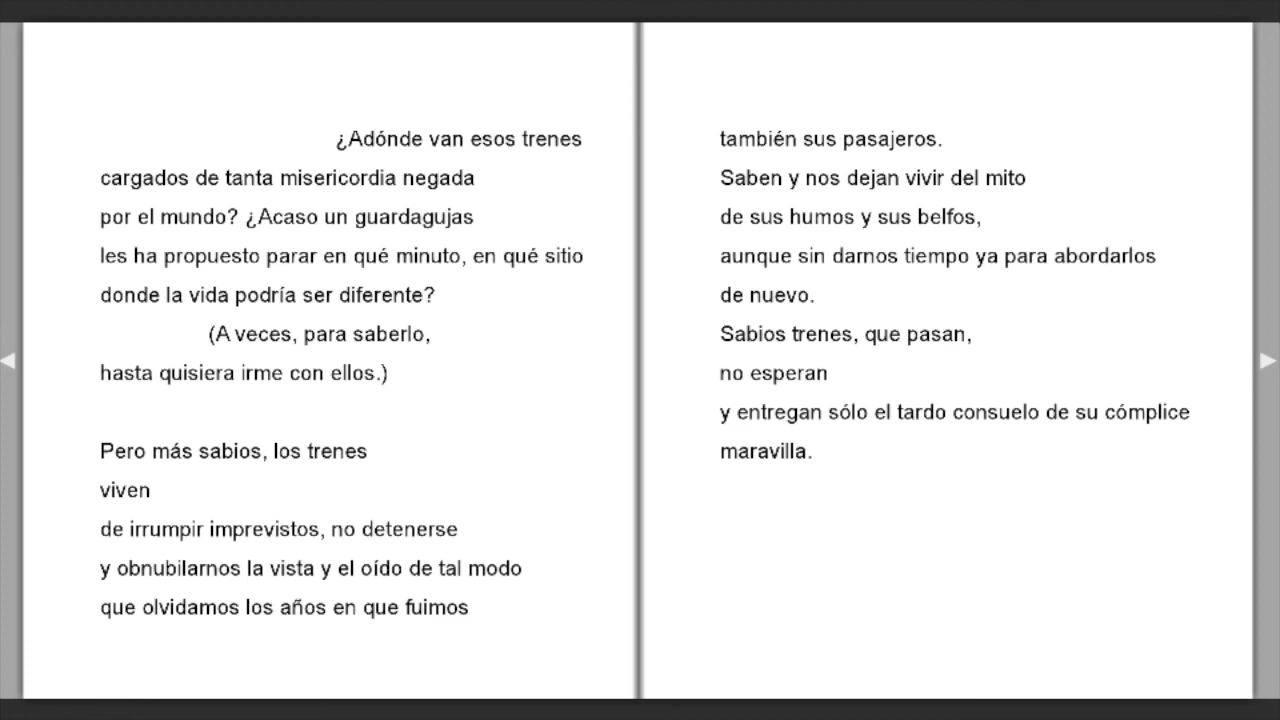 ¿Adónde van esos trenes
cargados de tanta misericordia negada
por el mundo? ¿Acaso un guardagujas
les ha propuesto parar en qué minuto, en qué sitio
donde la vida podría ser diferente?
(A veces, para saberlo,
hasta quisiera irme con ellos.)
Pero más sabios, los trenes
viven
de irrumpir imprevistos, no detenerse
y obnubilarnos la vista y el oído de tal modo
que olvidamos los años en que fuimos
también sus pasajeros.
Saben y nos dejan vivir del mito
de sus humos y sus belfos,
aunque sin darnos tiempo ya para abordarlos
de nuevo.
Sabios trenes, que pasan,
no esperan
y entregan sólo el tardo consuelo de su cómplice
maravilla.